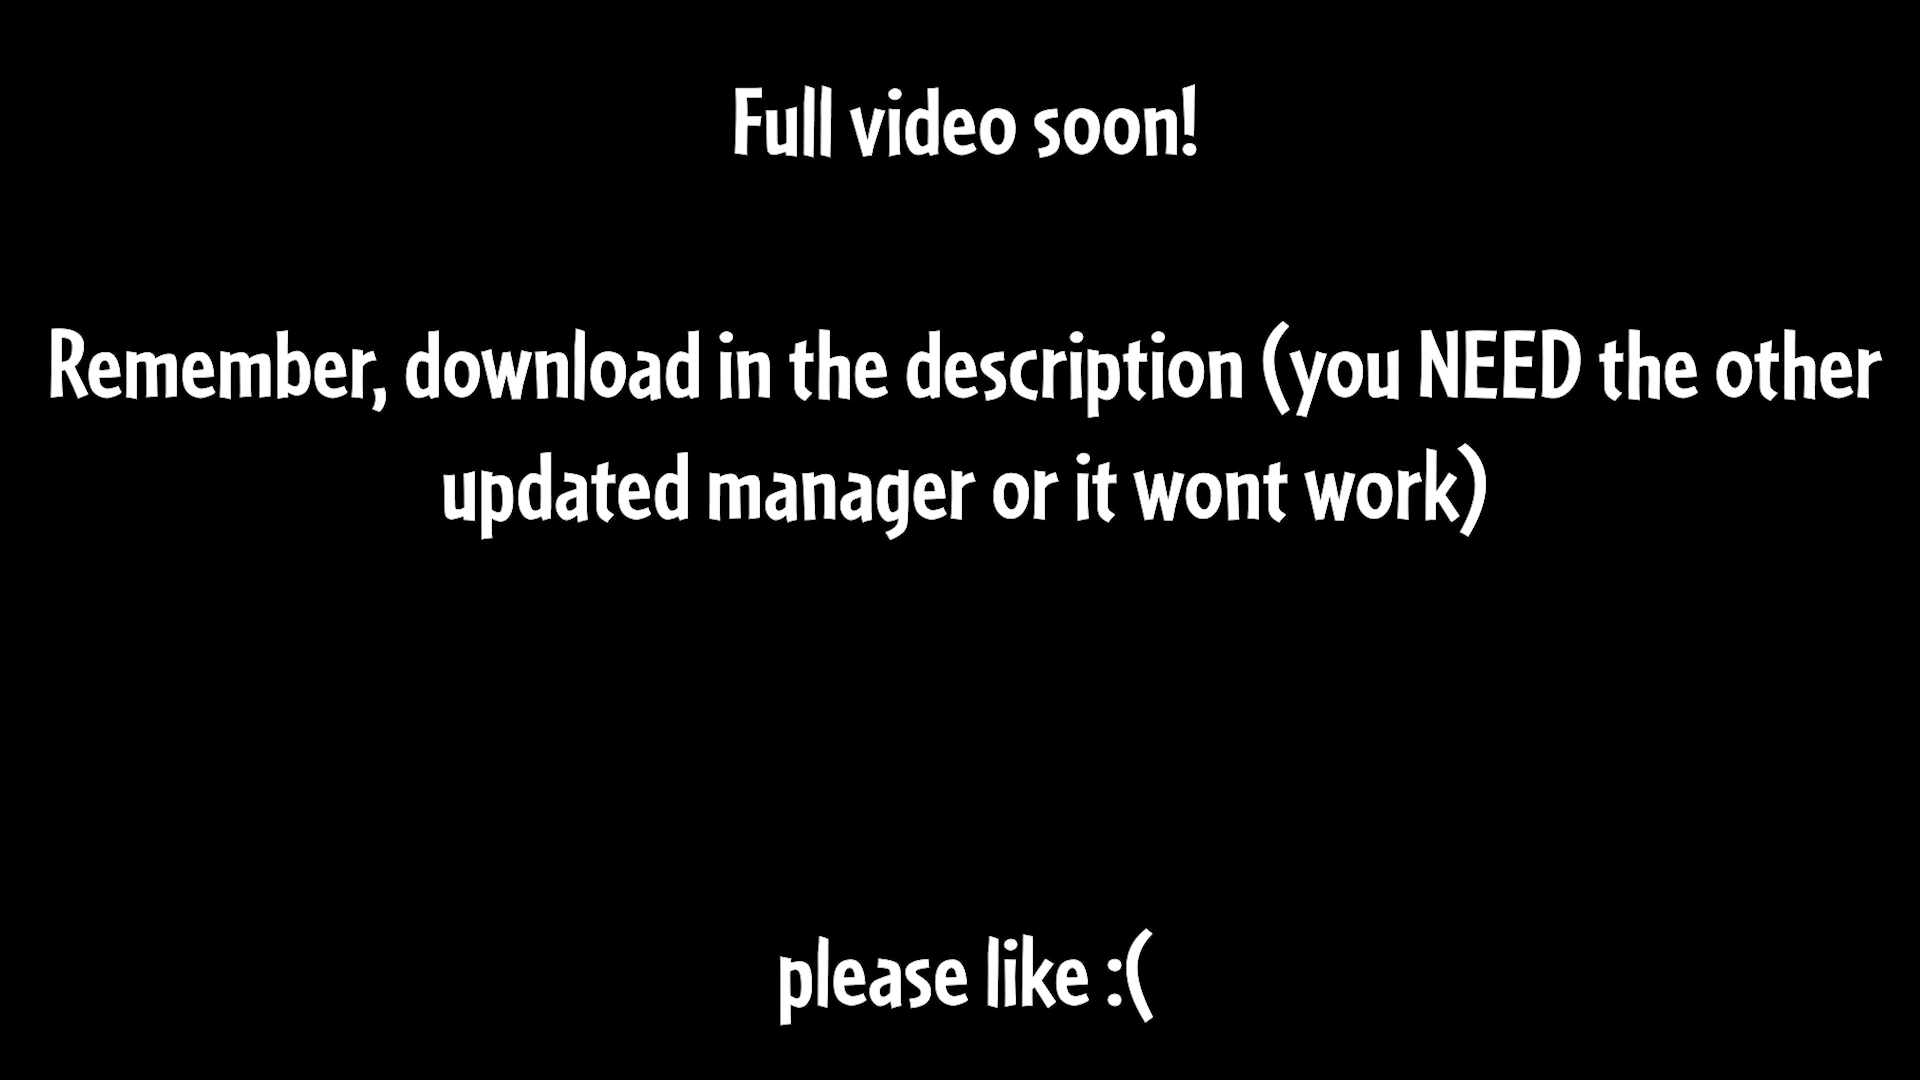 Full video soon!
Remember, download in the description (you NEED the other
updated manager or it wont work)
please like :(